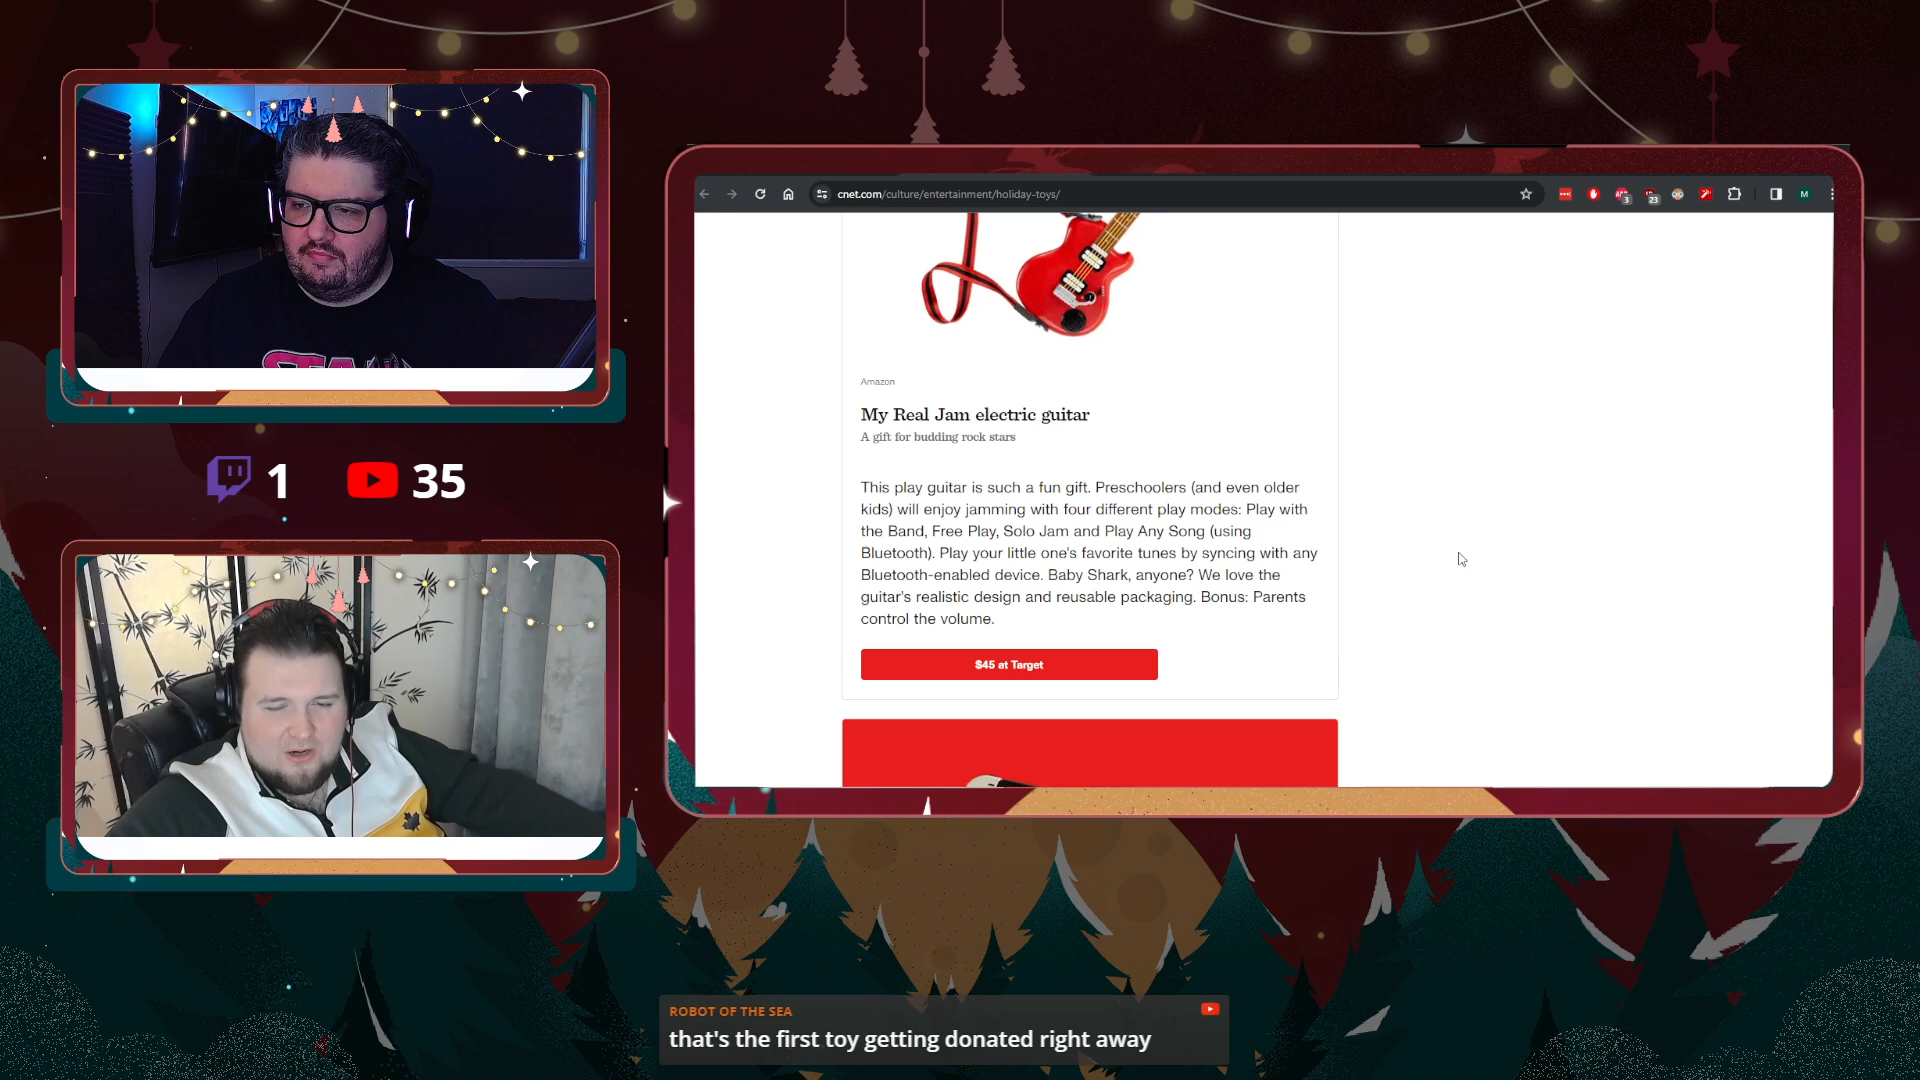 1
35
cnet.com/culture/entertainment/holiday-toys/
3
23
M
Amazon
My Real Jam electric guitar
A gift for budding rock stars
This play guitar is such a fun gift. Preschoolers (and even older
kids) will enjoy jamming with four different play modes: Play with
the Band, Free Play, Solo Jam and Play Any Song (using
Bluetooth). Play your little one's favorite tunes by syncing with any
Bluetooth-enabled device. Baby Shark, anyone? We love the
guitar's realistic design and reusable packaging. Bonus: Parents
control the volume.
$45 at Target
ROBOT OF THE SEA
that's the first toy getting donated right away